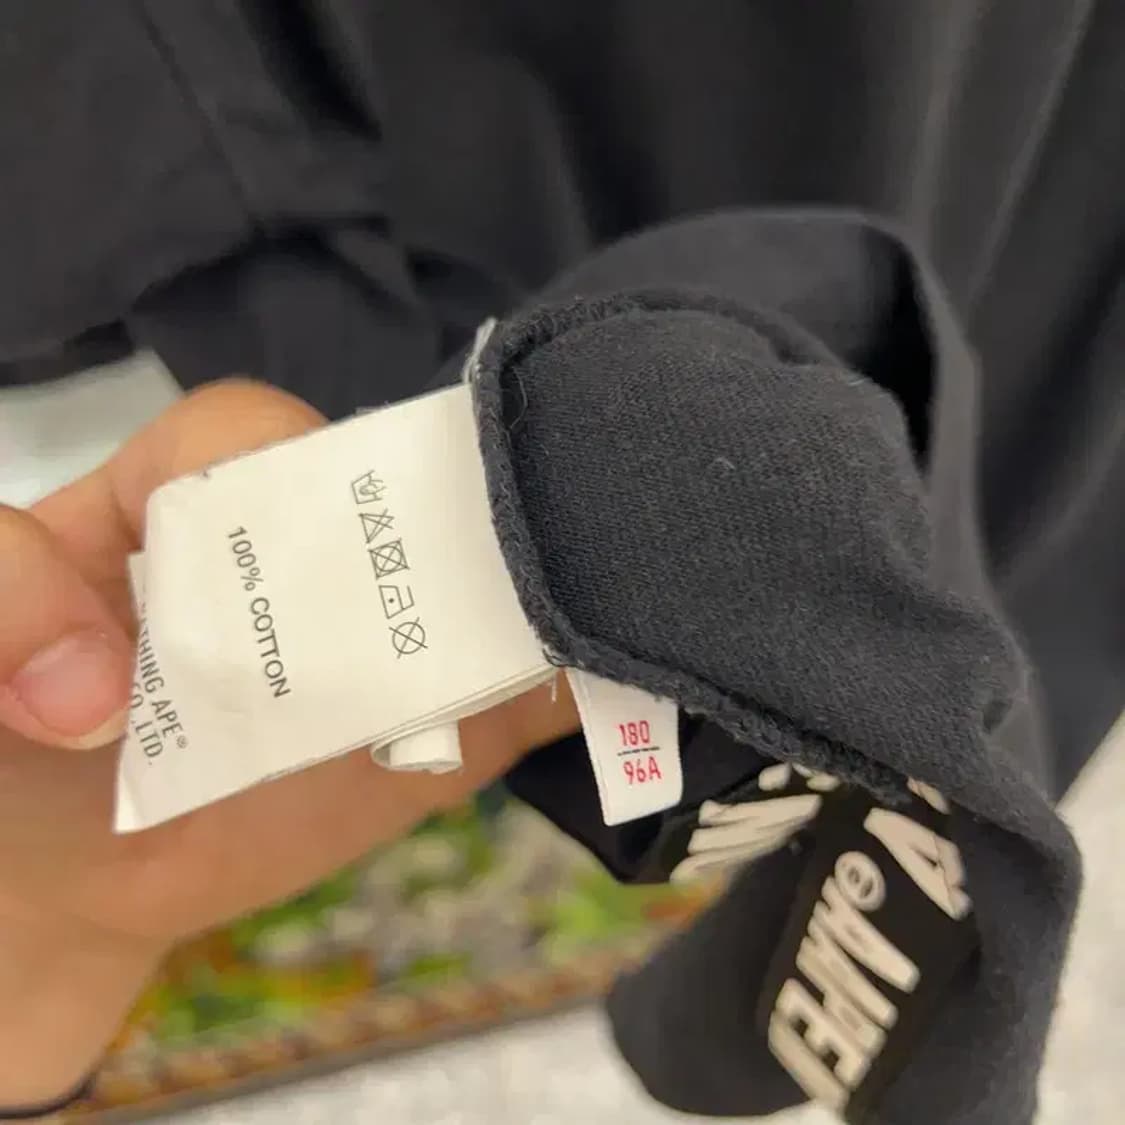 100% COTTON
THING APE®
CO.,LTD.
180
96A
APE